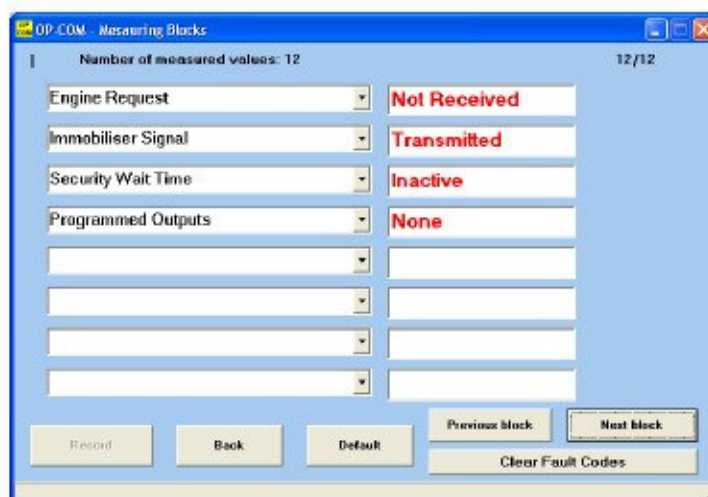 OP-COM - Mesauring Blocks
Number of measured values: 12 12/12
Engine Request Not Received
Immobiliser Signal Transmitted
Security Wait Time Inactive
Programmed Outputs None
Previous block Next block
Record Back Default
Clear Fault Codes